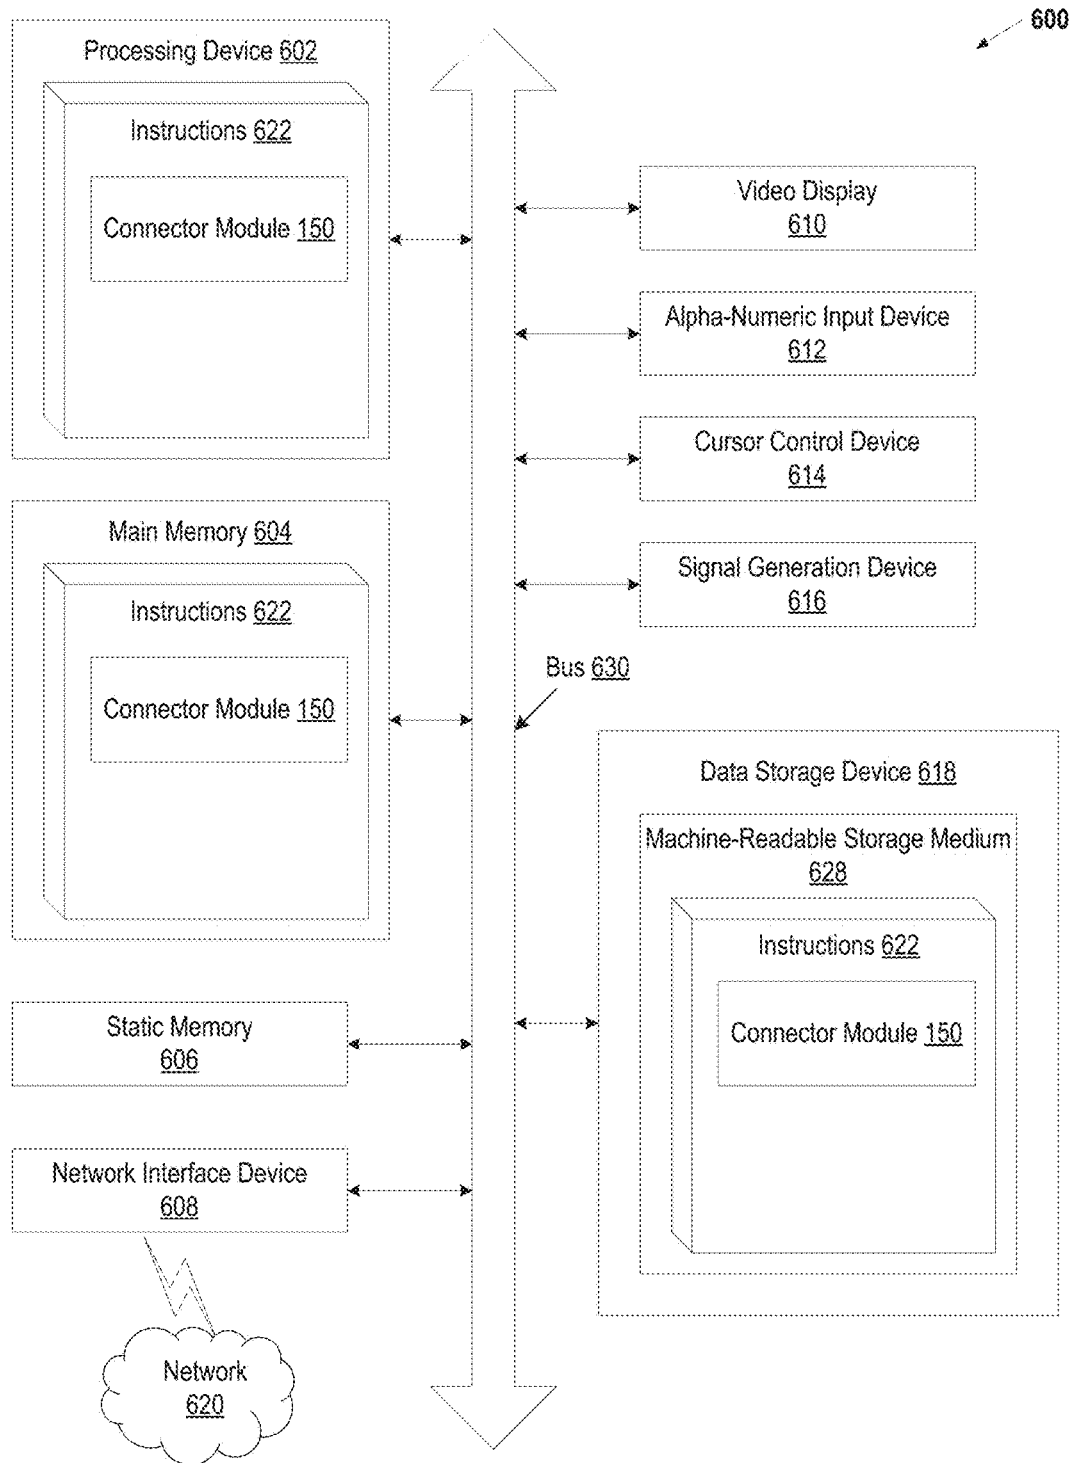 600
Processing Device 602
Instructions 622
Connector Module 150
Video Display
610
Alpha-Numeric Input Device
612
Cursor Control Device
614
Main Memory 604
Instructions 622
Connector Module 150
Signal Generation Device
616
Bus 630
Data Storage Device 618
Machine-Readable Storage Medium
628
Instructions 622
Connector Module 150
Static Memory
606
Network Interface Device
608
Network
620